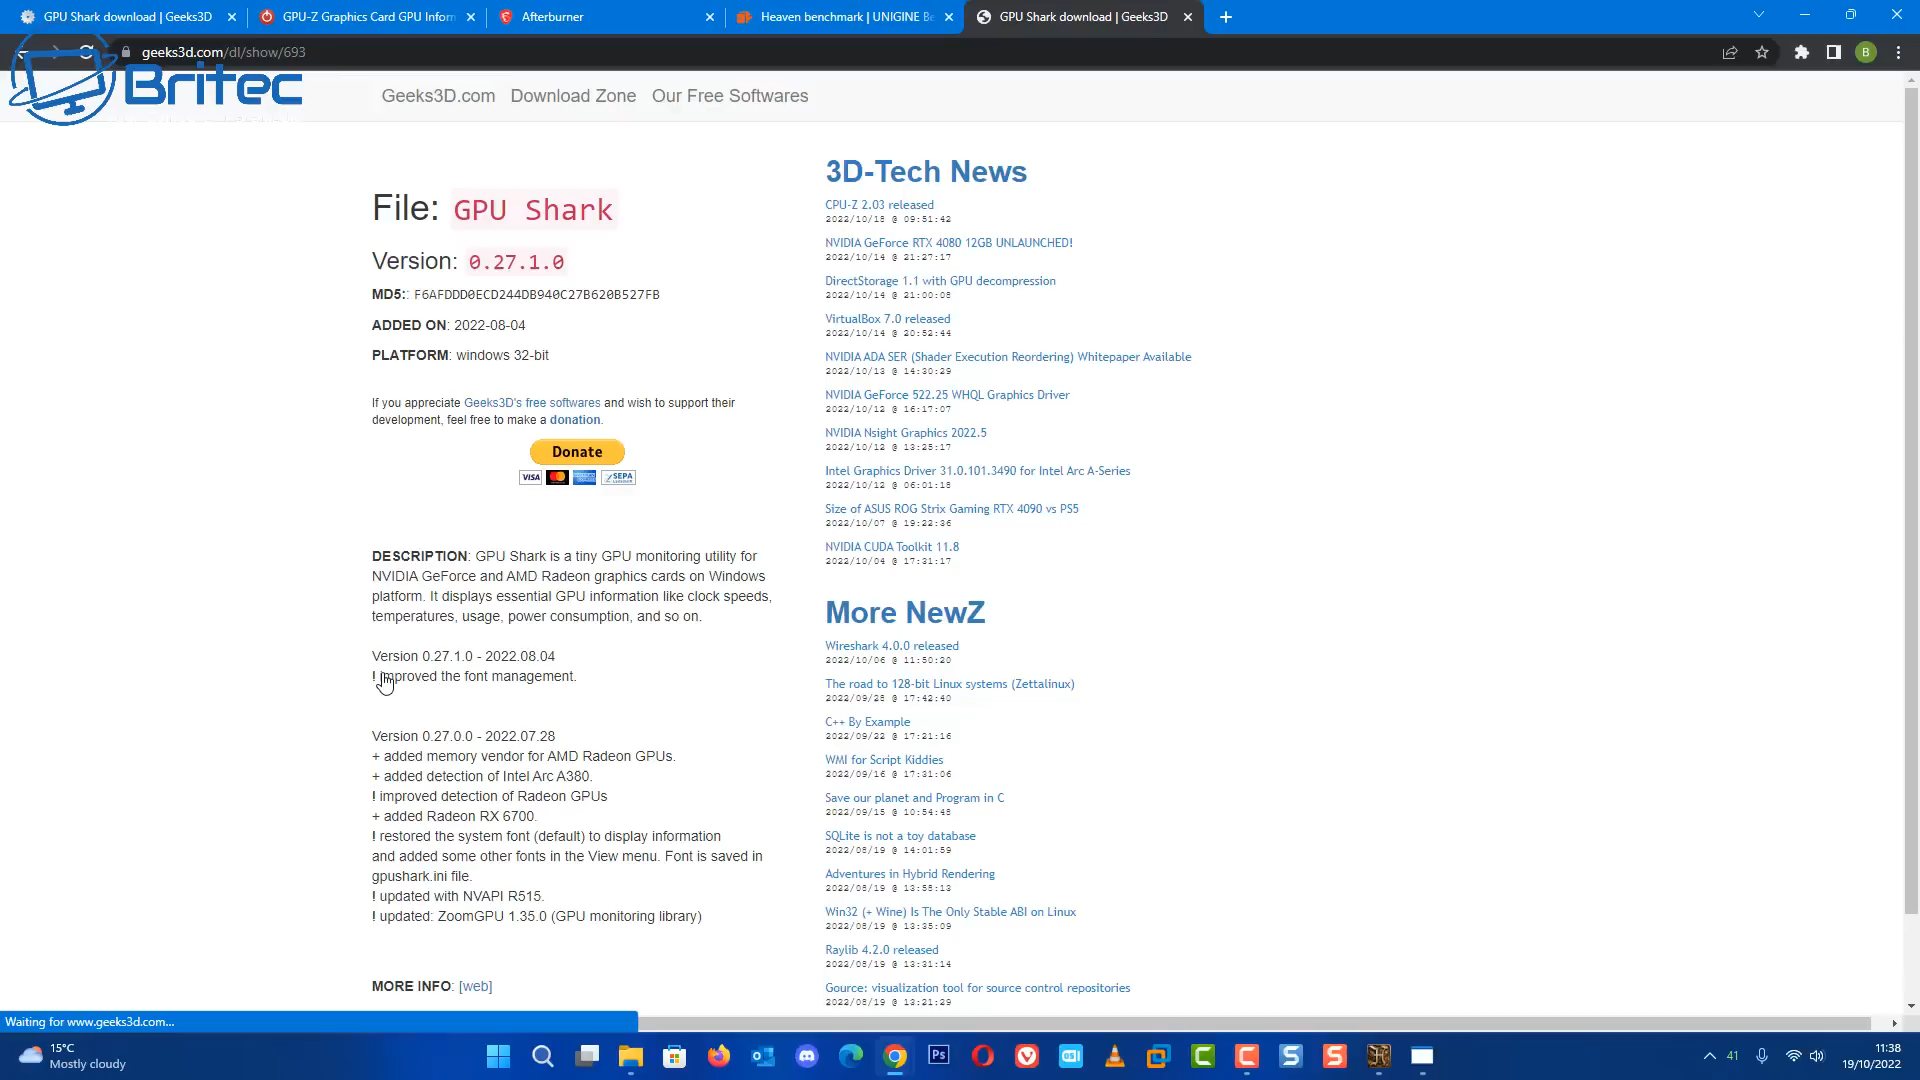 GPU Shark download | Geeks3D
GPU-Z Graphics Card GPU Inform
Afterburner
Heaven benchmark | UNIGINE Be
GPU Shark download | Geeks3D
geeks3d.com/dl/show/693
B
Britec
Geeks3D.com
Download Zone
Our Free Softwares
File: GPU Shark
Version: 0.27.1.0
MD5:: F6AFDDD0ECD244DB940C27B620B527FB
ADDED ON: 2022-08-04
PLATFORM: windows 32-bit
If you appreciate Geeks3D's free softwares and wish to support their
development, feel free to make a donation.
Donate
VISA
SEPA
DESCRIPTION: GPU Shark is a tiny GPU monitoring utility for
NVIDIA GeForce and AMD Radeon graphics cards on Windows
platform. It displays essential GPU information like clock speeds,
temperatures, usage, power consumption, and so on.
Version 0.27.1.0 - 2022.08.04
! improved the font management.
Version 0.27.0.0 - 2022.07.28
+ added memory vendor for AMD Radeon GPUs.
+ added detection of Intel Arc A380.
! improved detection of Radeon GPUs
+ added Radeon RX 6700.
! restored the system font (default) to display information
and added some other fonts in the View menu. Font is saved in
gpushark.ini file.
! updated with NVAPI R515.
! updated: ZoomGPU 1.35.0 (GPU monitoring library)
MORE INFO: [web]
3D-Tech News
CPU-Z 2.03 released
2022/10/18 @ 09:51:42
NVIDIA GeForce RTX 4080 12GB UNLAUNCHED!
2022/10/14 @ 21:27:17
DirectStorage 1.1 with GPU decompression
2022/10/14 @ 21:00:08
VirtualBox 7.0 released
2022/10/14 @ 20:52:44
NVIDIA ADA SER (Shader Execution Reordering) Whitepaper Available
2022/10/13 @ 14:30:29
NVIDIA GeForce 522.25 WHQL Graphics Driver
2022/10/12 @ 16:17:07
NVIDIA Nsight Graphics 2022.5
2022/10/12 @ 13:25:17
Intel Graphics Driver 31.0.101.3490 for Intel Arc A-Series
2022/10/12 @ 06:01:18
Size of ASUS ROG Strix Gaming RTX 4090 vs PS5
2022/10/07 @ 19:22:36
NVIDIA CUDA Toolkit 11.8
2022/10/04 @ 17:31:17
More NewZ
Wireshark 4.0.0 released
2022/10/06 @ 11:50:20
The road to 128-bit Linux systems (Zettalinux)
2022/09/28 @ 17:42:40
C++ By Example
2022/09/22 @ 17:21:16
WMI for Script Kiddies
2022/09/16 @ 17:31:06
Save our planet and Program in C
2022/09/15 @ 10:54:48
SQLite is not a toy database
2022/08/19 @ 14:01:59
Adventures in Hybrid Rendering
2022/08/19 @ 13:58:13
Win32 (+ Wine) Is The Only Stable ABI on Linux
2022/08/19 @ 13:35:09
Raylib 4.2.0 released
2022/08/19 @ 13:31:14
Gource: visualization tool for source control repositories
2022/08/19 @ 13:21:29
Waiting for www.geeks3d.com...
15°C
Mostly cloudy
Ps
41
11:38
19/10/2022